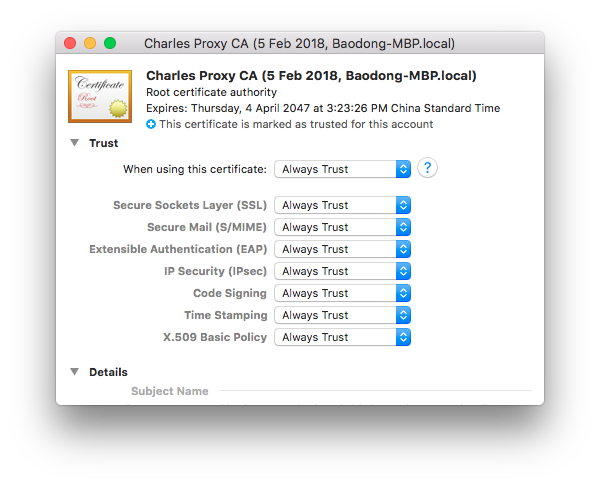 Charles Proxy CA (5 Feb 2018, Baodong-MBP.local)
Certificate
Root
Charles Proxy CA (5 Feb 2018, Baodong-MBP.local)
Root certificate authority
Expires: Thursday, 4 April 2047 at 3:23:26 PM China Standard Time
This certificate is marked as trusted for this account
Trust
When using this certificate: Always Trust ?
Secure Sockets Layer (SSL) Always Trust
Secure Mail (S/MIME) Always Trust
Extensible Authentication (EAP) Always Trust
IP Security (IPsec) Always Trust
Code Signing Always Trust
Time Stamping Always Trust
X.509 Basic Policy Always Trust
Details
Subject Name